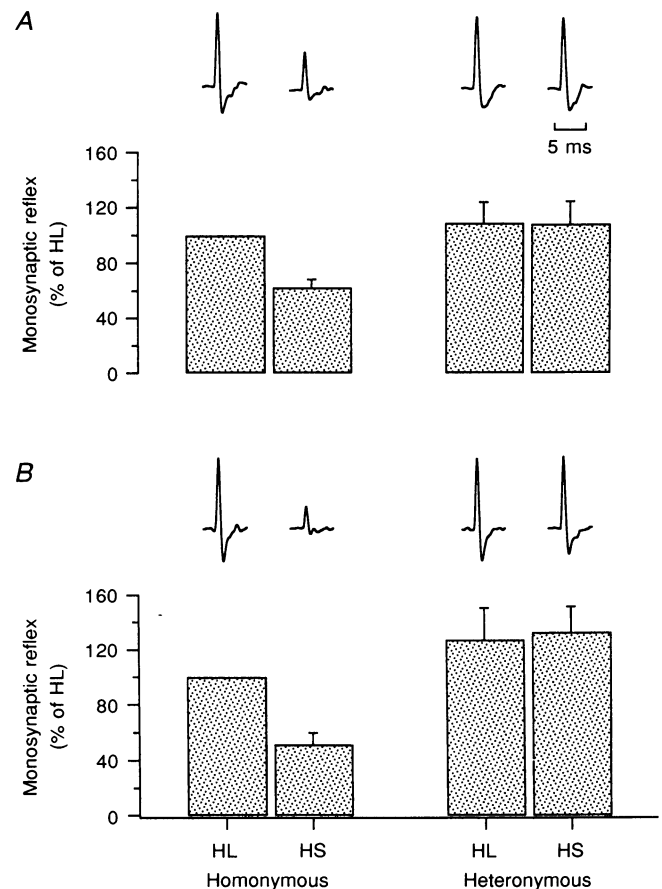 A
5 ms
Monosynaptic reflex
(% of HL)
160
120
80
40
0
B
Monosynaptic reflex
(% of HL)
160
120
80
40
0
HL HS HL HS
Homonymous Heteronymous